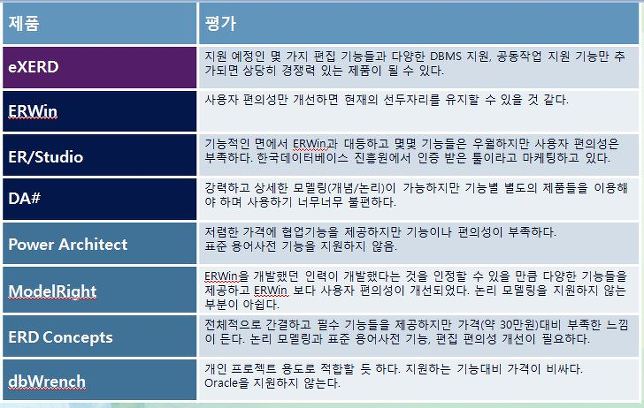 제품 평가
eXERD
지원 예정인 몇 가지 편집 기능들과 다양한 DBMS 지원, 공동작업 지원 기능만 추
가되면 상당히 경쟁력 있는 제품이 될 수 있다.
ERWin
사용자 편의성만 개선하면 현재의 선두자리를 유지할 수 있을 것 같다.
ER/Studio
기능적인 면에서 ERWin과 대등하고 몇몇 기능들은 우월하지만 사용자 편의성은
부족하다. 한국데이터베이스 진흥원에서 인증 받은 툴이라고 마케팅하고 있다.
DA#
강력하고 상세한 모델링(개념/논리)이 가능하지만 기능별 별도의 제품들을 이용해
야 하며 사용하기 너무너무 불편하다.
Power Architect
저렴한 가격에 협업기능을 제공하지만 기능이나 편의성이 부족하다.
표준 용어사전 기능을 지원하지 않음.
ModelRight
ERWin을 개발했던 인력이 개발했다는 것을 인정할 수 있을 만큼 다양한 기능들을
제공하고 ERWin 보다 사용자 편의성이 개선되었다. 논리 모델링을 지원하지 않는
부분이 아쉽다.
ERD Concepts
전체적으로 간결하고 필수 기능들을 제공하지만 가격(약 30만원)대비 부족한 느낌
이 든다. 논리 모델링과 표준 용어사전 기능, 편집 편의성 개선이 필요하다.
dbWrench
개인 프로젝트 용도로 적합할 듯 하다. 지원하는 기능대비 가격이 비싸다.
Oracle을 지원하지 않는다.